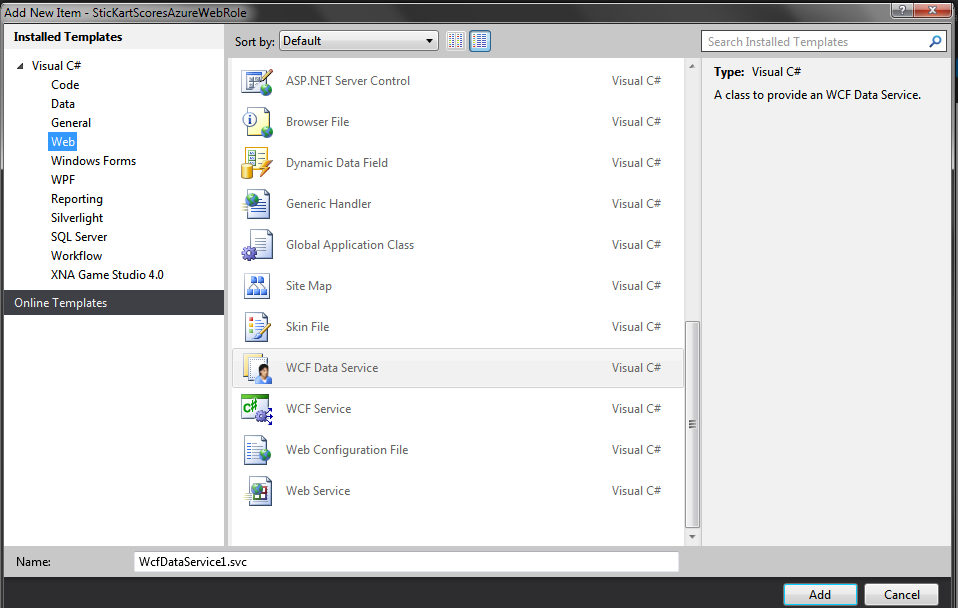 Add New Item - SticKartScoresAzureWebRole
Installed Templates
Visual C#
Code
Data
General
Web
Windows Forms
WPF
Reporting
Silverlight
SQL Server
Workflow
XNA Game Studio 4.0
Online Templates
Sort by: Default
ASP.NET Server Control Visual C#
Browser File Visual C#
Dynamic Data Field Visual C#
Generic Handler Visual C#
Global Application Class Visual C#
Site Map Visual C#
Skin File Visual C#
WCF Data Service Visual C#
WCF Service Visual C#
Web Configuration File Visual C#
Web Service Visual C#
Search Installed Templates
Type: Visual C#
A class to provide an WCF Data Service.
Name: WcfDataService1.svc
Add Cancel